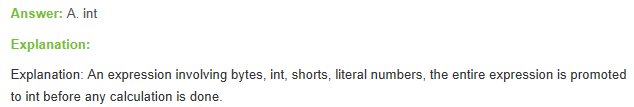 Answer: A. int
Explanation:
Explanation: An expression involving bytes, int, shorts, literal numbers, the entire expression is promoted
to int before any calculation is done.